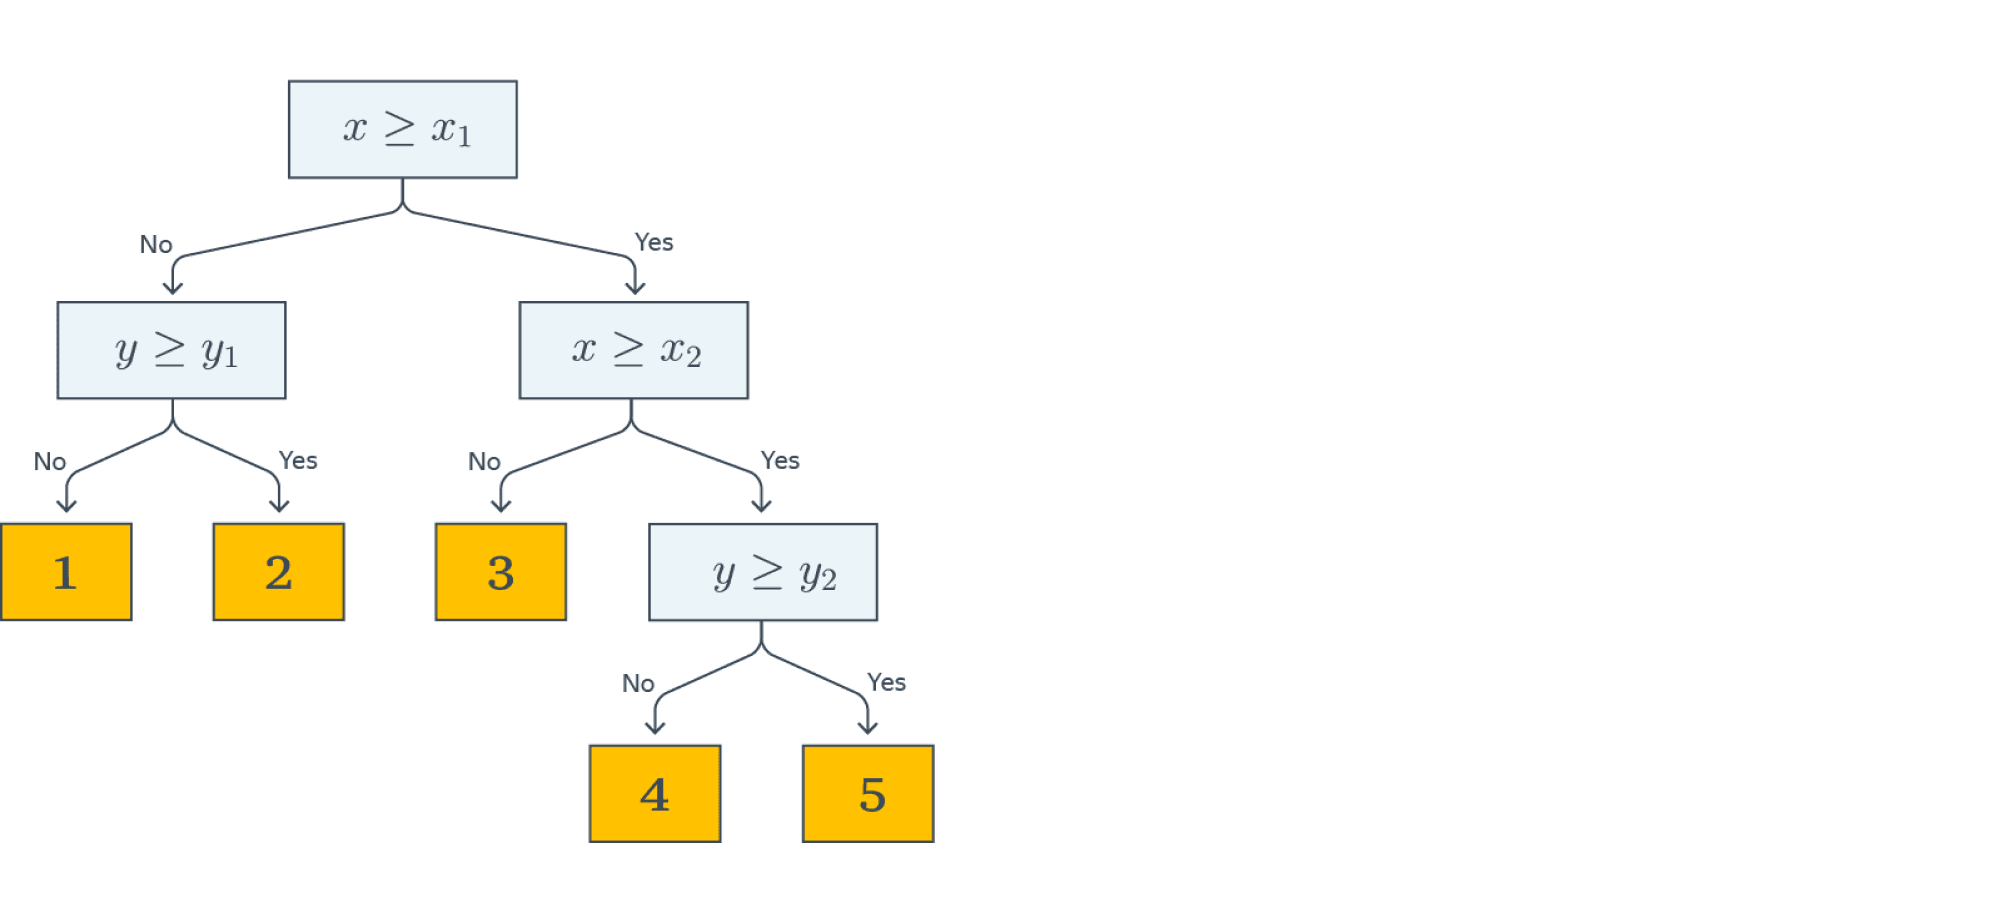 x ≥ x₁
No
Yes
y ≥ y₁
x ≥ x₂
No
Yes
No
Yes
1
2
3
y ≥ y₂
No
Yes
4
5